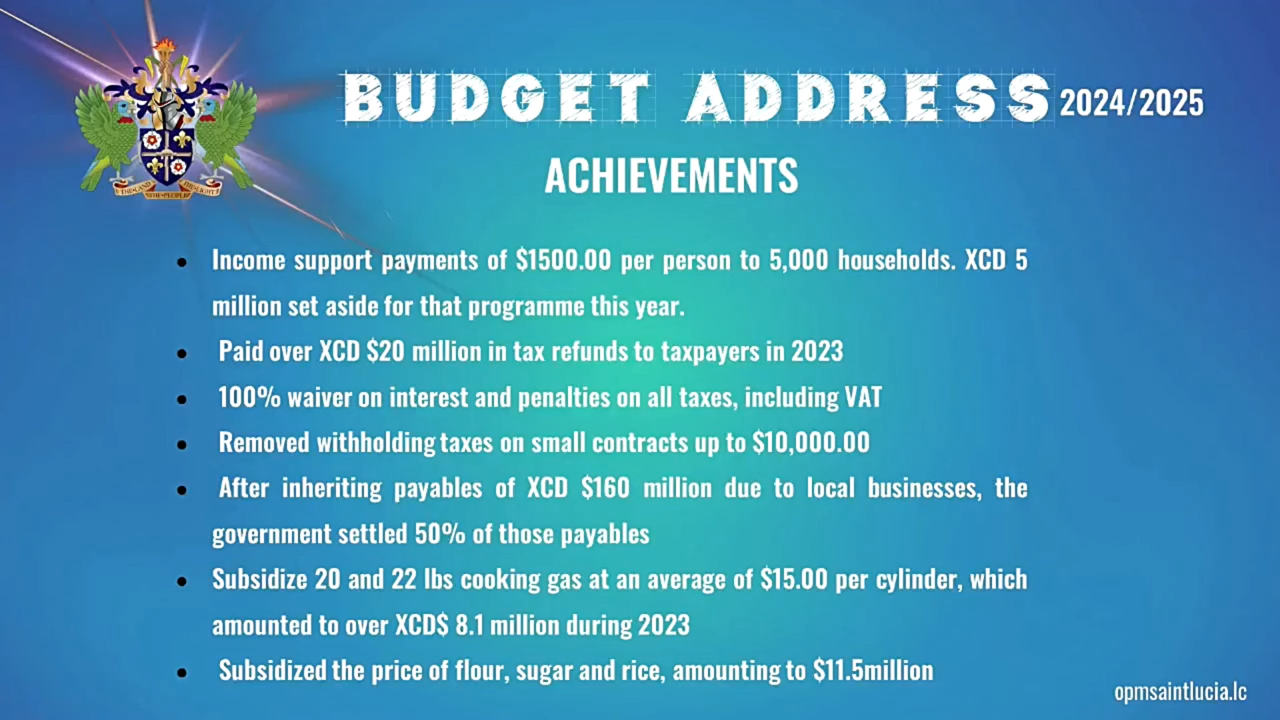 BUDGET ADDRESS 2024/2025
ACHIEVEMENTS
THE LAND THE PEOPLE THE LIGHT
• Income support payments of $1500.00 per person to 5,000 households. XCD 5
million set aside for that programme this year.
• Paid over XCD $20 million in tax refunds to taxpayers in 2023
• 100% waiver on interest and penalties on all taxes, including VAT
• Removed withholding taxes on small contracts up to $10,000.00
• After inheriting payables of XCD $160 million due to local businesses, the
government settled 50% of those payables
• Subsidize 20 and 22 lbs cooking gas at an average of $15.00 per cylinder, which
amounted to over XCD$ 8.1 million during 2023
• Subsidized the price of flour, sugar and rice, amounting to $11.5million
opmsaintlucia.lc